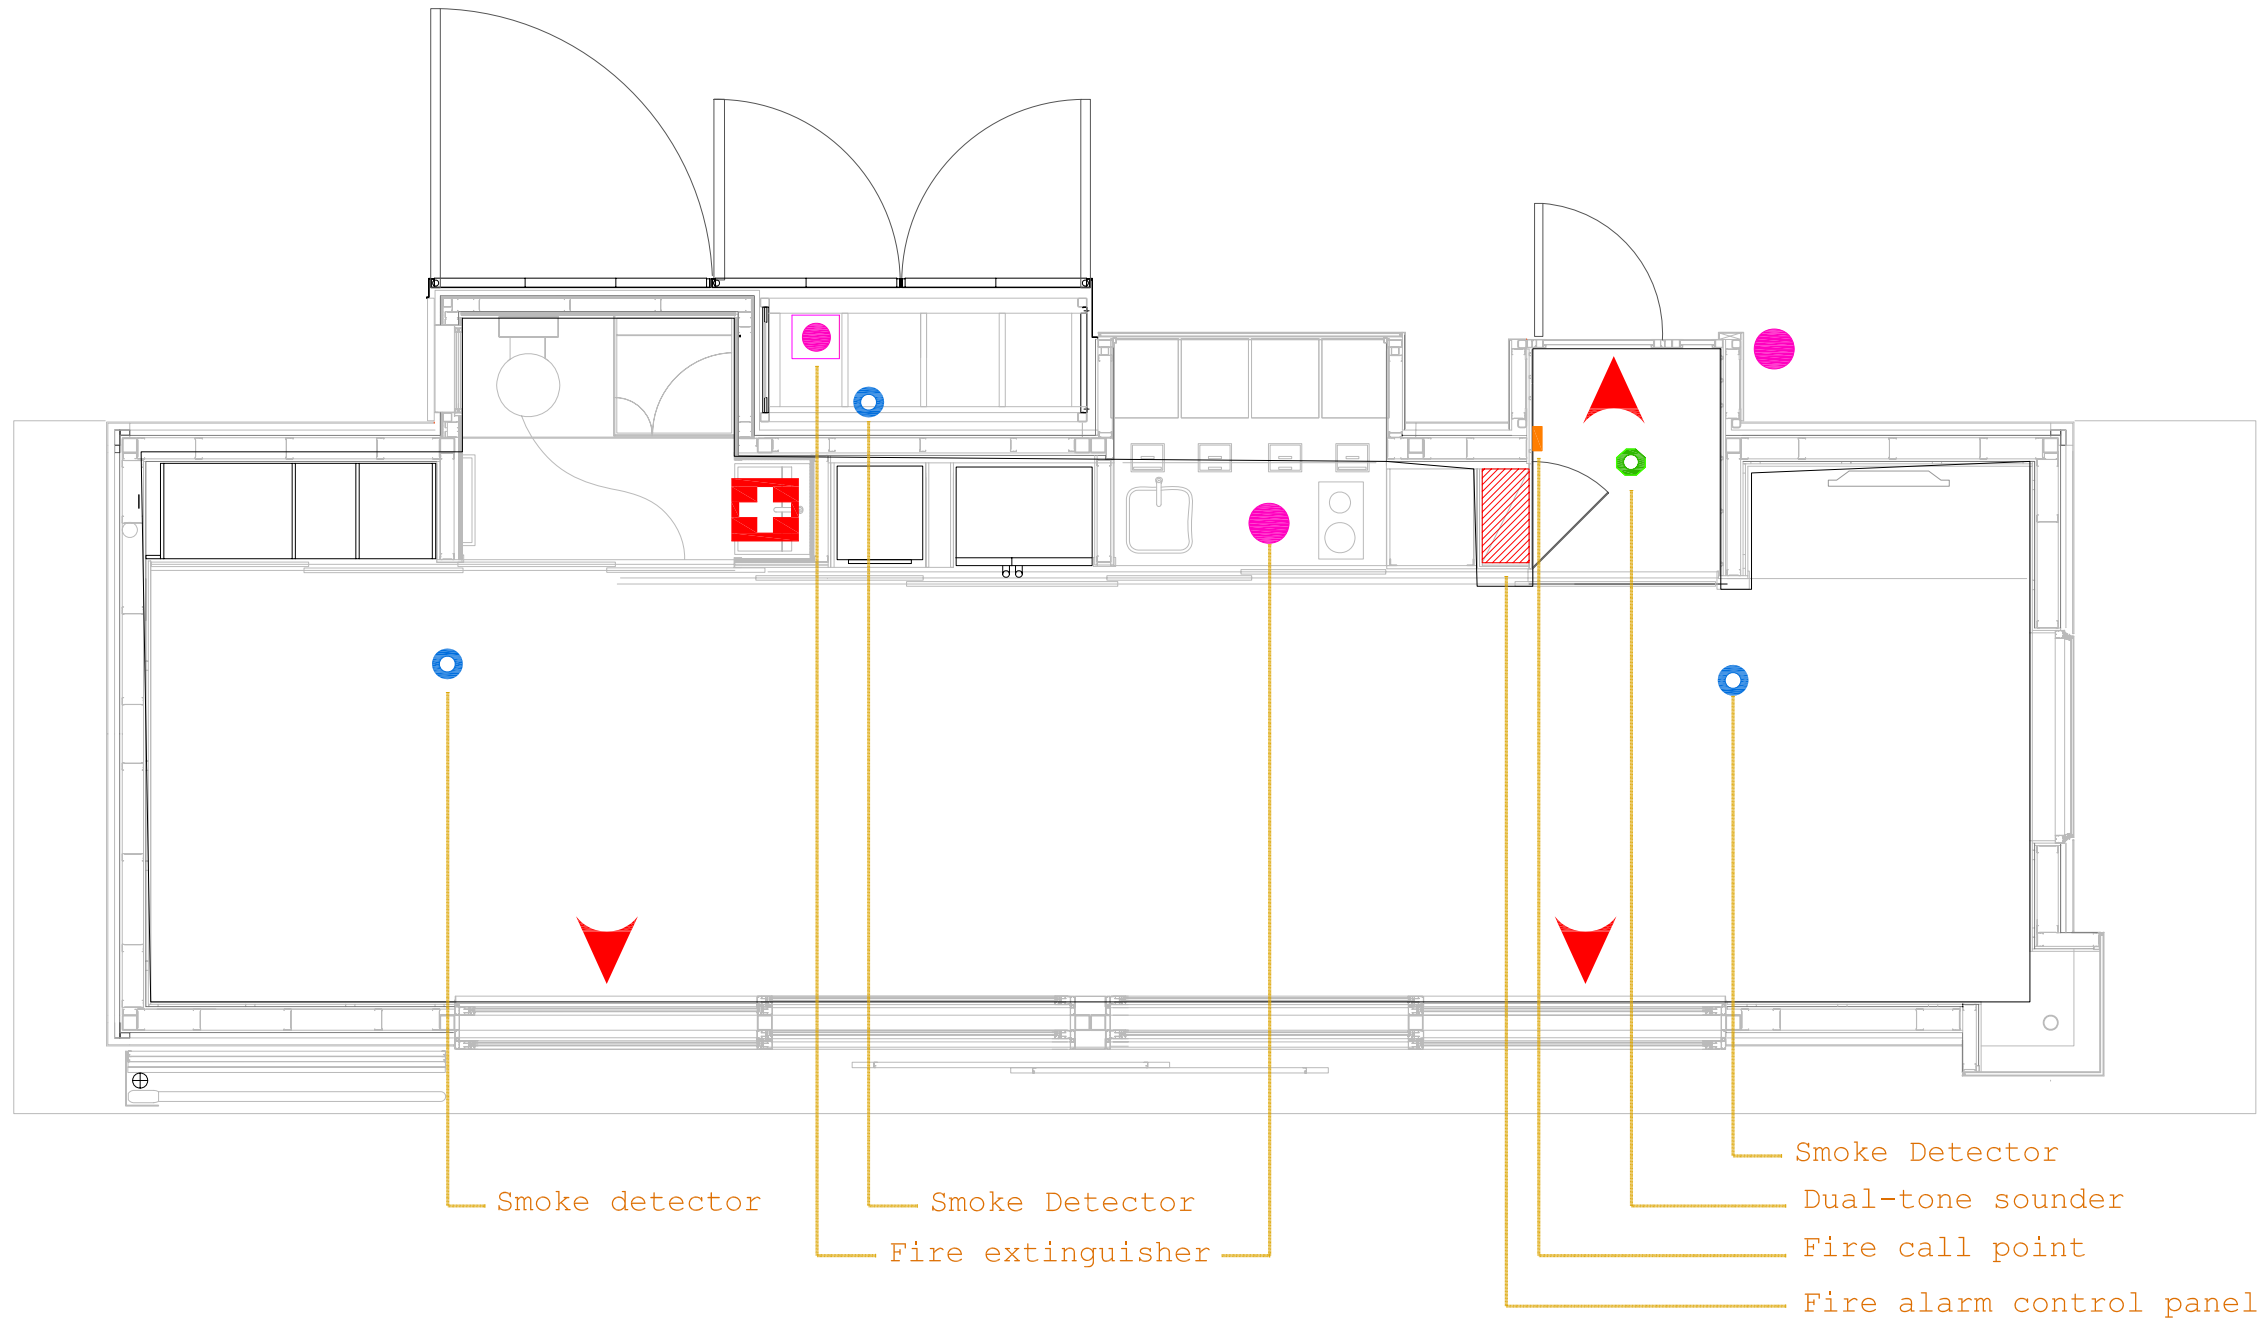 Smoke Detector
Smoke detector
Smoke Detector
Dual-tone sounder
Fire extinguisher
Fire call point
Fire alarm control panel